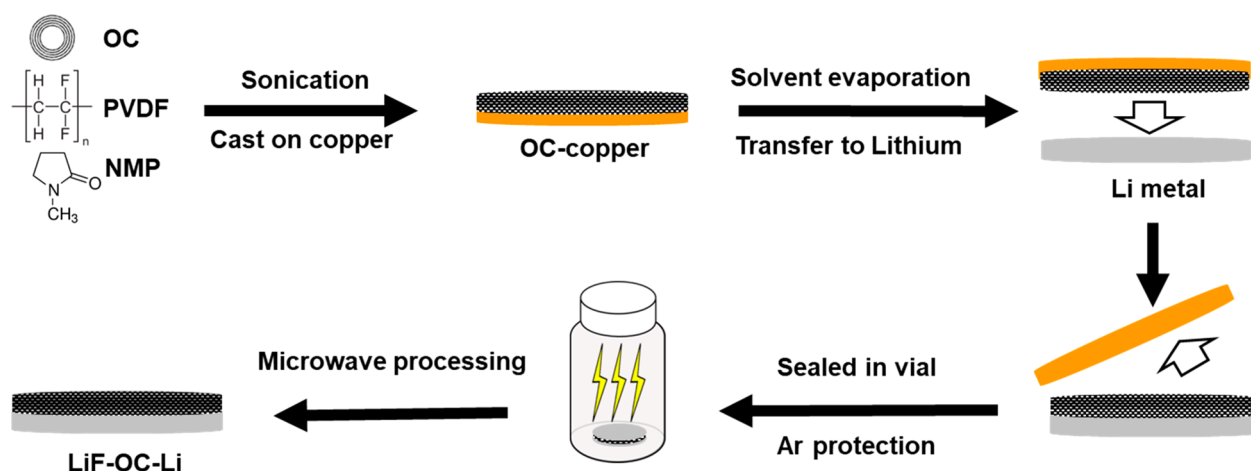 OC
H F
C C
H F
n
PVDF
NMP
N
O
CH3
Sonication
Cast on copper
OC-copper
Solvent evaporation
Transfer to Lithium
Li metal
Sealed in vial
Ar protection
Microwave processing
LiF-OC-Li